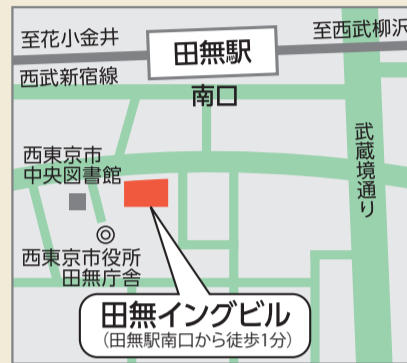 至花小金井
田無駅
至西武柳沢
西武新宿線
南口
武蔵境通り
西東京市
中央図書館
西東京市役所
田無庁舎
田無イングビル
（田無駅南口から徒歩1分）